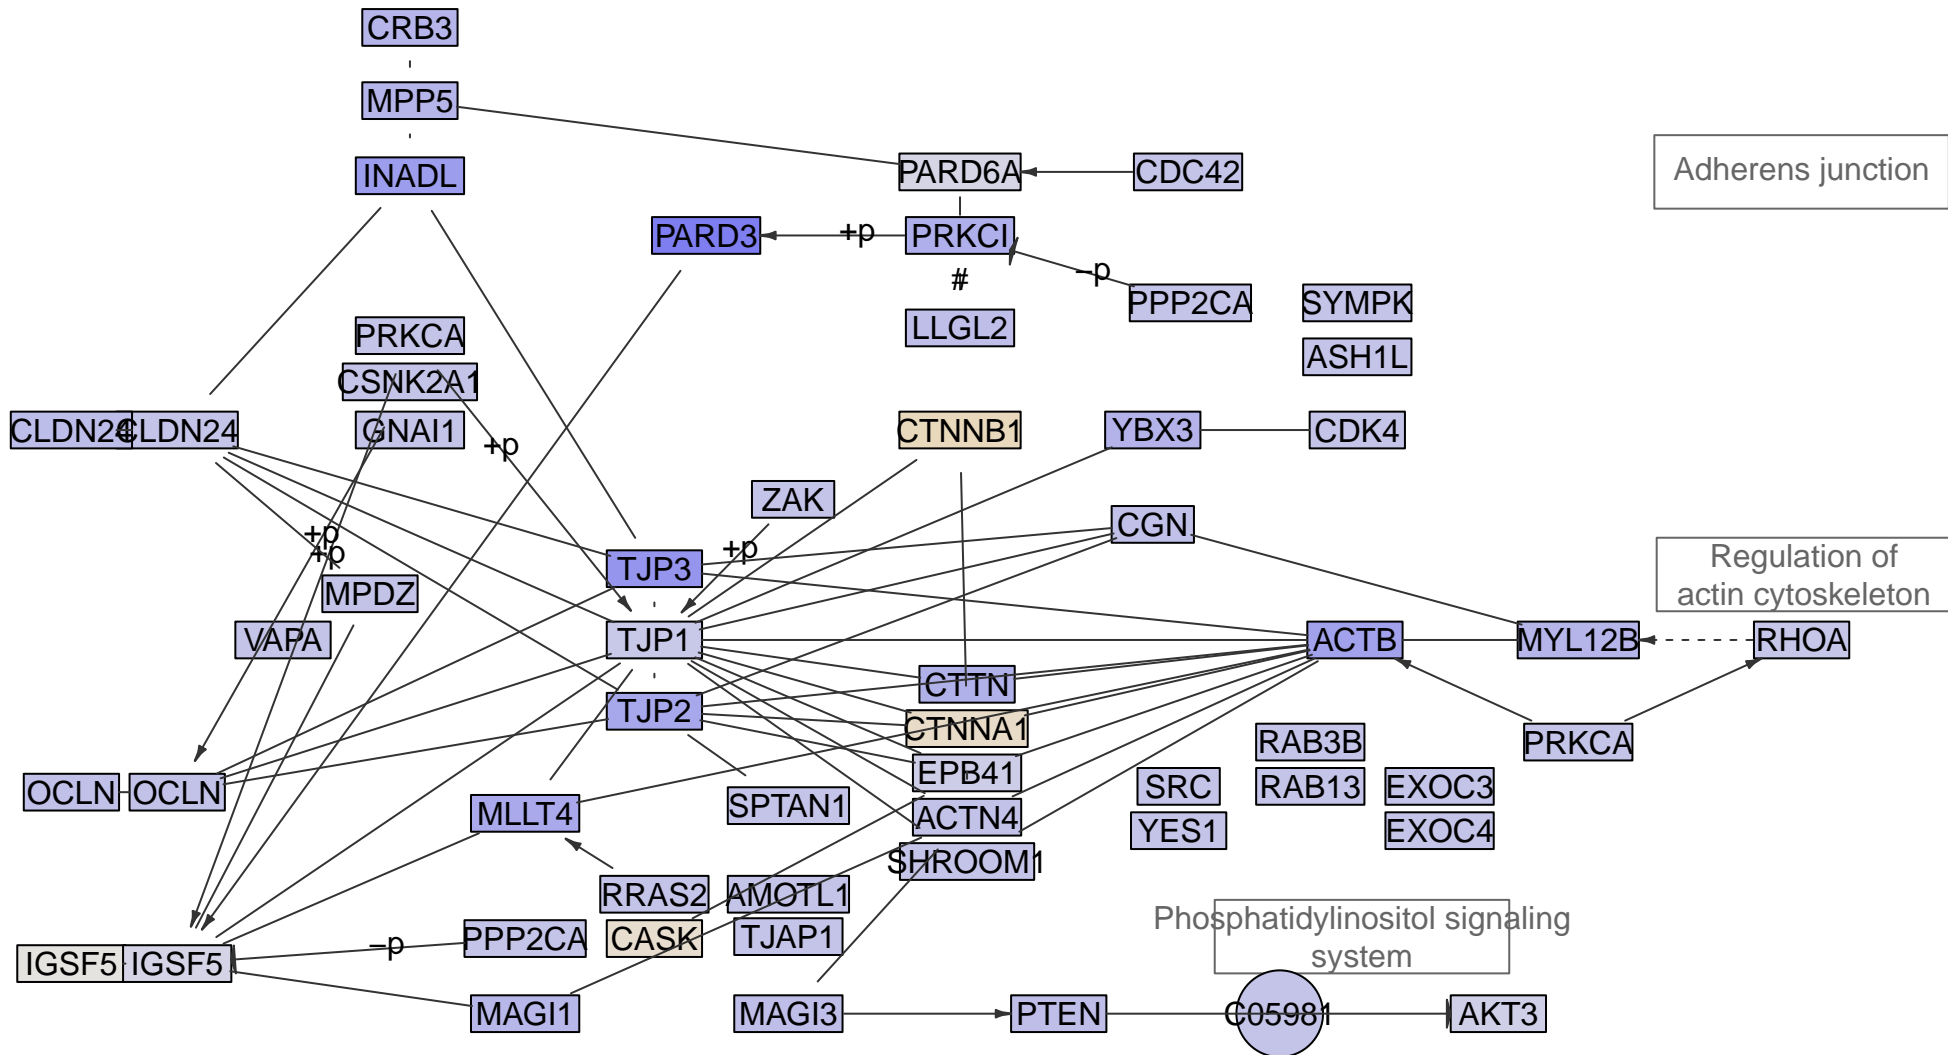 CRB3
MPP5
INADL
PARD6A
CDC42
Adherens junction
PARD3
+p
PRKCI
–p
#
PPP2CA
SYMPK
LLGL2
PRKCA
ASH1L
CSNK2A1
CLDN24
CLDN24
GNAI1
+p
CTNNB1
YBX3
CDK4
ZAK
CGN
+p
+p
+p
TJP3
Regulation of
actin cytoskeleton
MPDZ
VAPA
TJP1
ACTB
MYL12B
RHOA
CTTN
TJP2
CTNNA1
RAB3B
PRKCA
EPB41
OCLN
OCLN
MLLT4
SPTAN1
SRC
RAB13
EXOC3
ACTN4
YES1
EXOC4
SHROOM1
RRAS2
AMOTL1
Phosphatidylinositol signaling
system
PPP2CA
CASK
TJAP1
–p
IGSF5
IGSF5
MAGI1
MAGI3
PTEN
C05981
AKT3